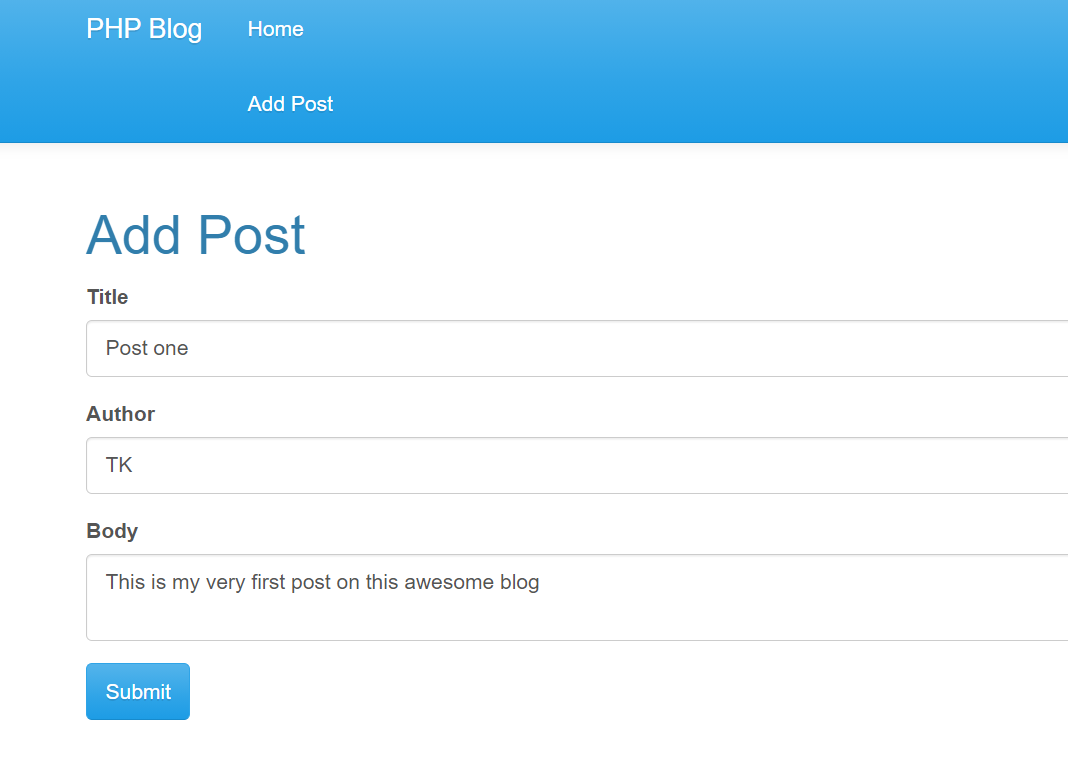 PHP Blog Home
Add Post
Add Post
Title
Post one
Author
TK
Body
This is my very first post on this awesome blog
Submit